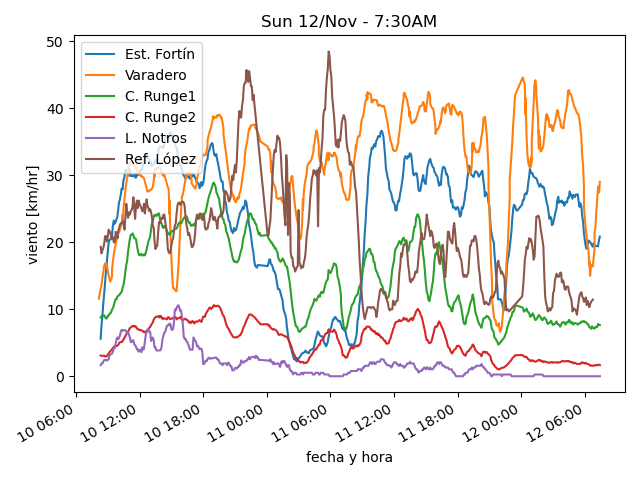 Sun 12/Nov - 7:30AM
50
40
30
20
10
0
viento [km/hr]
Est. Fortín
Varadero
C. Runge1
C. Runge2
L. Notros
Ref. López
10 06:00
10 12:00
10 18:00
11 00:00
11 06:00
11 12:00
11 18:00
12 00:00
12 06:00
fecha y hora